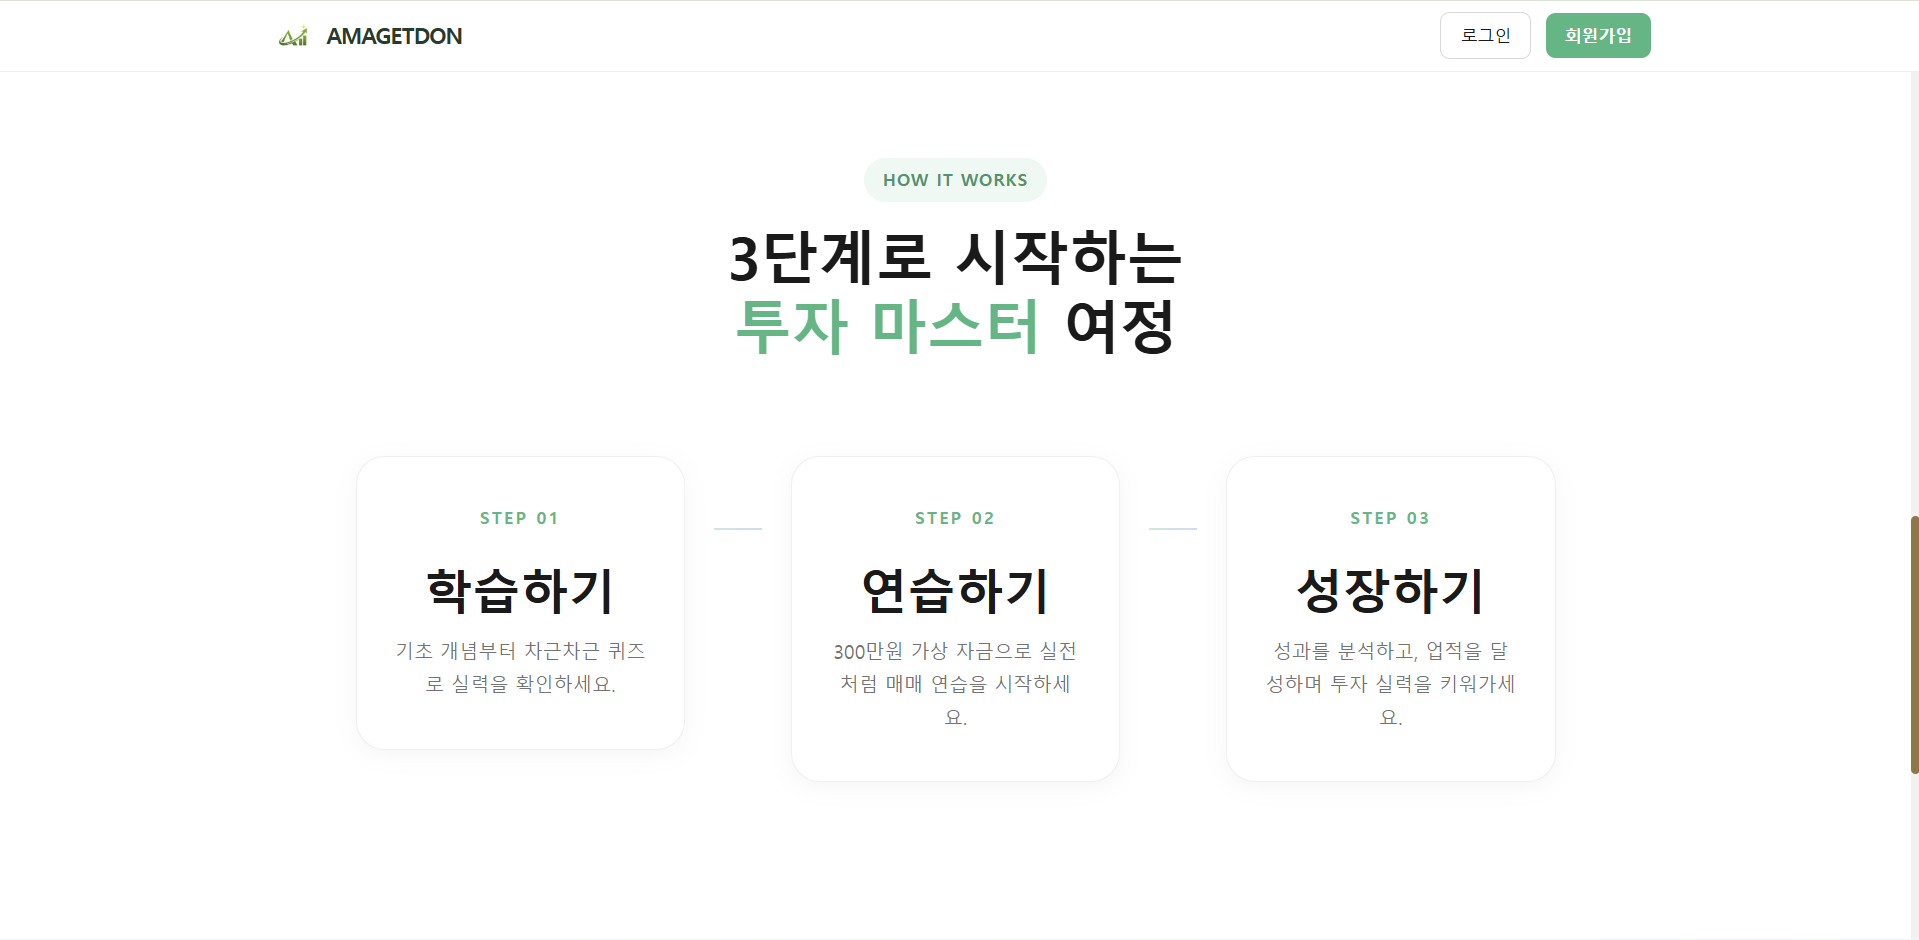 AMAGETDON
로그인
회원가입
HOW IT WORKS
3단계로 시작하는
투자 마스터 여정
STEP 01
학습하기
기초 개념부터 차근차근 퀴즈
로 실력을 확인하세요.
STEP 02
연습하기
300만원 가상 자금으로 실전
처럼 매매 연습을 시작하세
요.
STEP 03
성장하기
성과를 분석하고, 업적을 달
성하며 투자 실력을 키워가세
요.